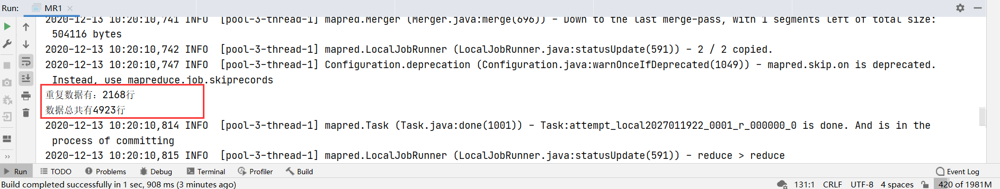 Run: MR1
2020-12-13 10:20:10,741 INFO  [pool-3-thread-1] mapred.Merger (Merger.java:merge(696)) - Down to the last merge-pass, with 1 segments left of total size:
504116 bytes
2020-12-13 10:20:10,742 INFO  [pool-3-thread-1] mapred.LocalJobRunner (LocalJobRunner.java:statusUpdate(591)) - 2 / 2 copied.
2020-12-13 10:20:10,747 INFO  [pool-3-thread-1] Configuration.deprecation (Configuration.java:warnOnceIfDeprecated(1049)) - mapred.skip.on is deprecated.
Instead, use mapreduce.job.skiprecords
重复数据有：2168行
数据总共有4923行
2020-12-13 10:20:10,814 INFO  [pool-3-thread-1] mapred.Task (Task.java:done(1001)) - Task:attempt_local2027011922_0001_r_000000_0 is done. And is in the
process of committing
2020-12-13 10:20:10,815 INFO  [pool-3-thread-1] mapred.LocalJobRunner (LocalJobRunner.java:statusUpdate(591)) - reduce > reduce
Run TODO Problems Debug Terminal Profiler Build Event Log
Build completed successfully in 1 sec, 908 ms (3 minutes ago) 131:1 CRLF UTF-8 4 spaces 420 of 1981M